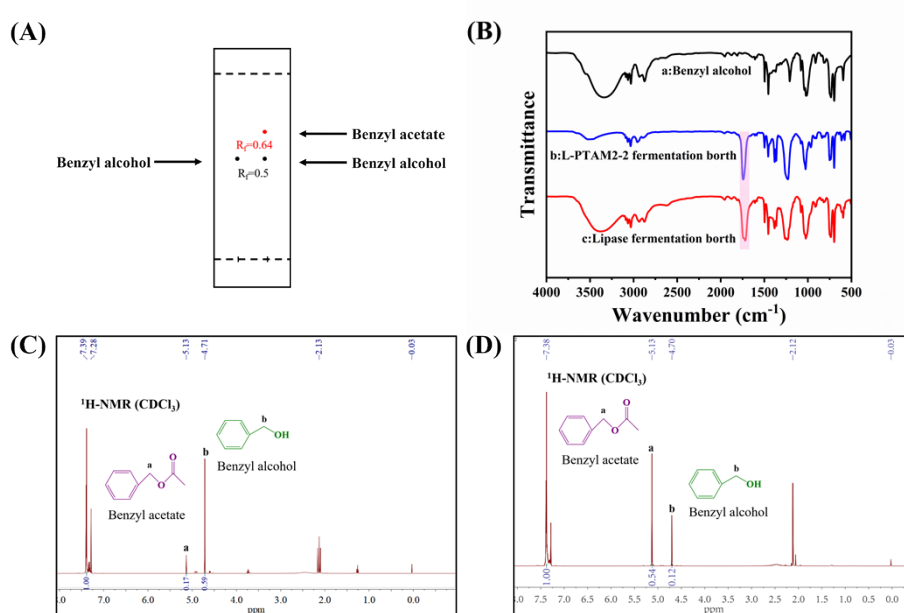 (A)
Benzyl alcohol
Rf=0.64
Rf=0.5
Benzyl acetate
Benzyl alcohol
(B)
Transmittance
a:Benzyl alcohol
b:L-PTAM2-2 fermentation borth
c:Lipase fermentation borth
4000 3500 3000 2500 2000 1500 1000 500
Wavenumber (cm⁻¹)
(C)
7.39
7.28
5.13
4.71
2.13
0.03
¹H-NMR (CDCl₃)
b
OH
Benzyl alcohol
a
O
O
Benzyl acetate
b
a
1.00
0.17
0.59
7.0 6.0 5.0 4.0 3.0 2.0 1.0 0.0
ppm
(D)
7.38
5.13
4.70
2.12
0.03
¹H-NMR (CDCl₃)
a
O
O
Benzyl acetate
a
b
b
OH
Benzyl alcohol
1.00
0.54
0.12
8.0 7.5 7.0 6.5 6.0 5.5 5.0 4.5 4.0 3.5 3.0 2.5 2.0 1.5 1.0 0.5 0.0
ppm